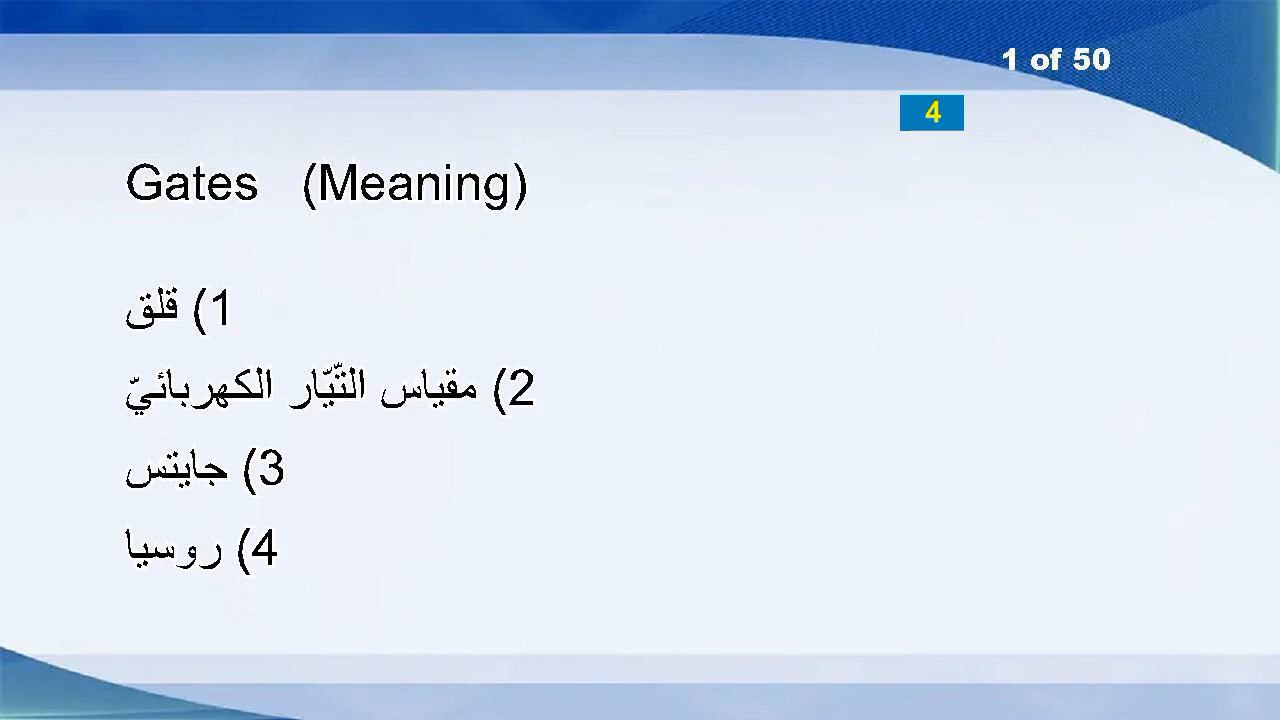 1 of 50
4
Gates (Meaning)
1) قلق
2) مقياس التّيّار الكهربائيّ
3) جايتس
4) روسيا